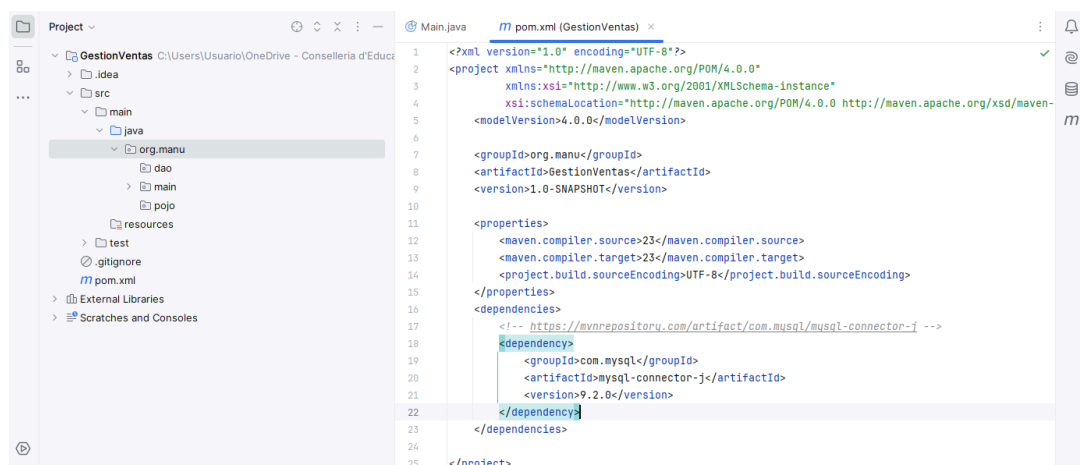 Project
GestionVentas C:\Users\Usuario\OneDrive - Conselleria d'Educa
.idea
src
main
java
org.manu
dao
main
pojo
resources
test
.gitignore
m pom.xml
External Libraries
Scratches and Consoles
Main.java
m pom.xml (GestionVentas)
1 <?xml version="1.0" encoding="UTF-8"?>
2 <project xmlns="http://maven.apache.org/POM/4.0.0"
3 xmlns:xsi="http://www.w3.org/2001/XMLSchema-instance"
4 xsi:schemaLocation="http://maven.apache.org/POM/4.0.0 http://maven.apache.org/xsd/maven-
5 <modelVersion>4.0.0</modelVersion>
6
7 <groupId>org.manu</groupId>
8 <artifactId>GestionVentas</artifactId>
9 <version>1.0-SNAPSHOT</version>
10
11 <properties>
12 <maven.compiler.source>23</maven.compiler.source>
13 <maven.compiler.target>23</maven.compiler.target>
14 <project.build.sourceEncoding>UTF-8</project.build.sourceEncoding>
15 </properties>
16 <dependencies>
17 <!-- https://mvnrepository.com/artifact/com.mysql/mysql-connector-j -->
18 <dependency>
19 <groupId>com.mysql</groupId>
20 <artifactId>mysql-connector-j</artifactId>
21 <version>9.2.0</version>
22 </dependency>
23 </dependencies>
24
25 </project>
m